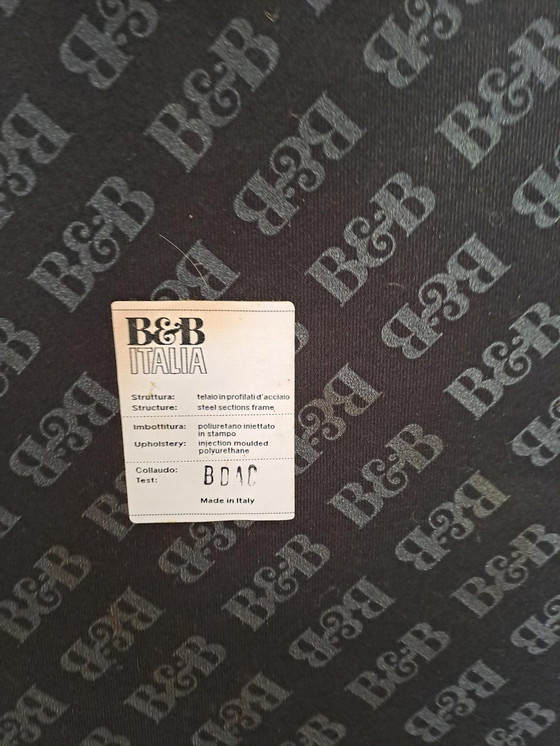 B&B
ITALIA
Struttura: telaio in profilati d'acciaio
Structure: steel sections frame
Imbottitura: poliuretano iniettato
in stampo
Upholstery: injection moulded
polyurethane
Collaudo:
Test:
Made in Italy
B&B
B&B
B&B
B&B
B&B
B&B
B&B
B&B
B&B
B&B
B&B
B&B